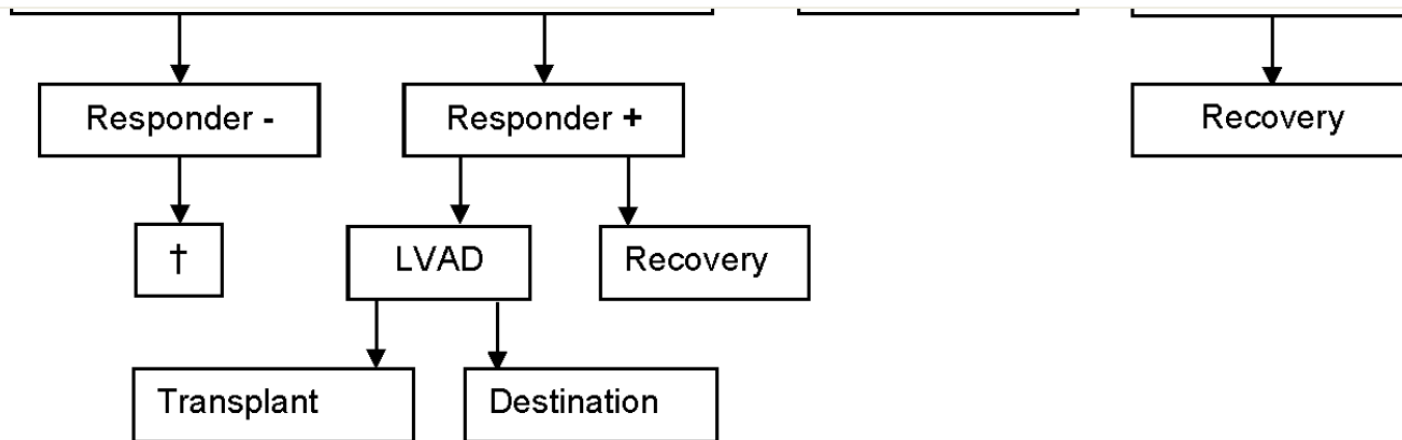 Responder -
Responder +
Recovery
†
LVAD
Recovery
Transplant
Destination